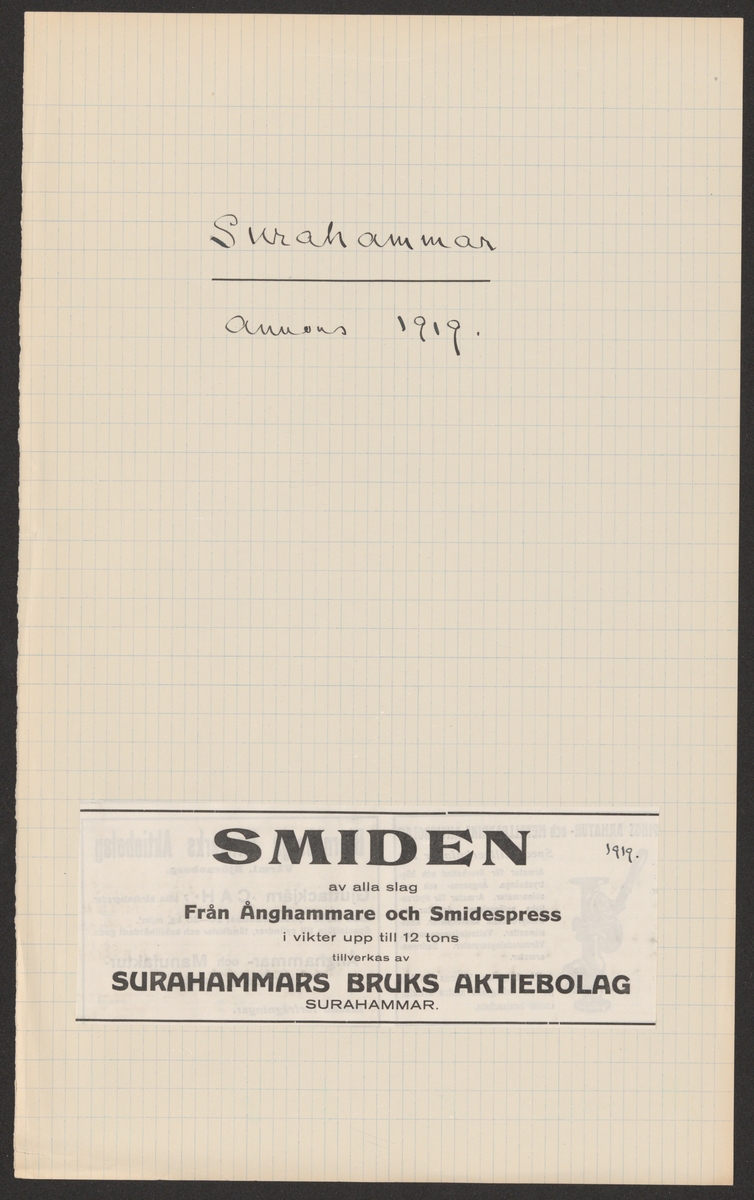 Surahammar
Annons 1919.
SMIDEN
1919.
av alla slag
Från Ånghammare och Smidespress
i vikter upp till 12 tons
tillverkas av
SURAHAMMARS BRUKS AKTIEBOLAG
SURAHAMMAR.